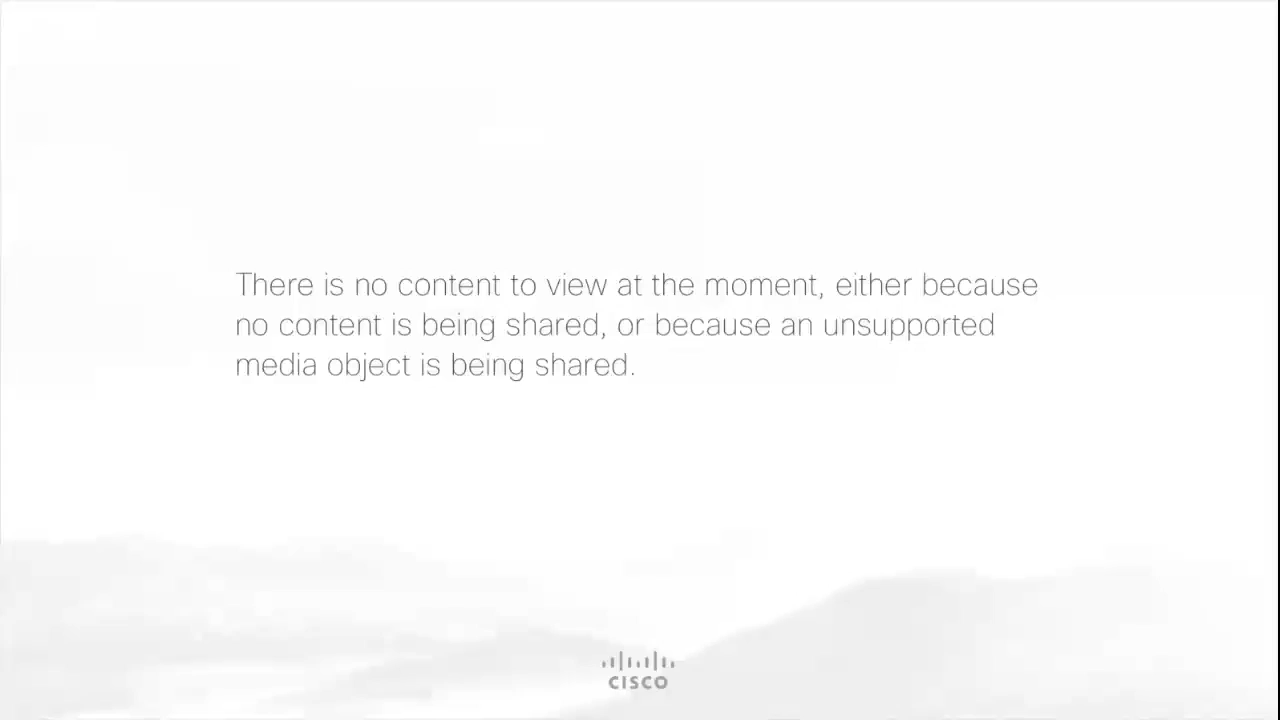 There is no content to view at the moment, either because
no content is being shared, or because an unsupported
media object is being shared.
CISCO